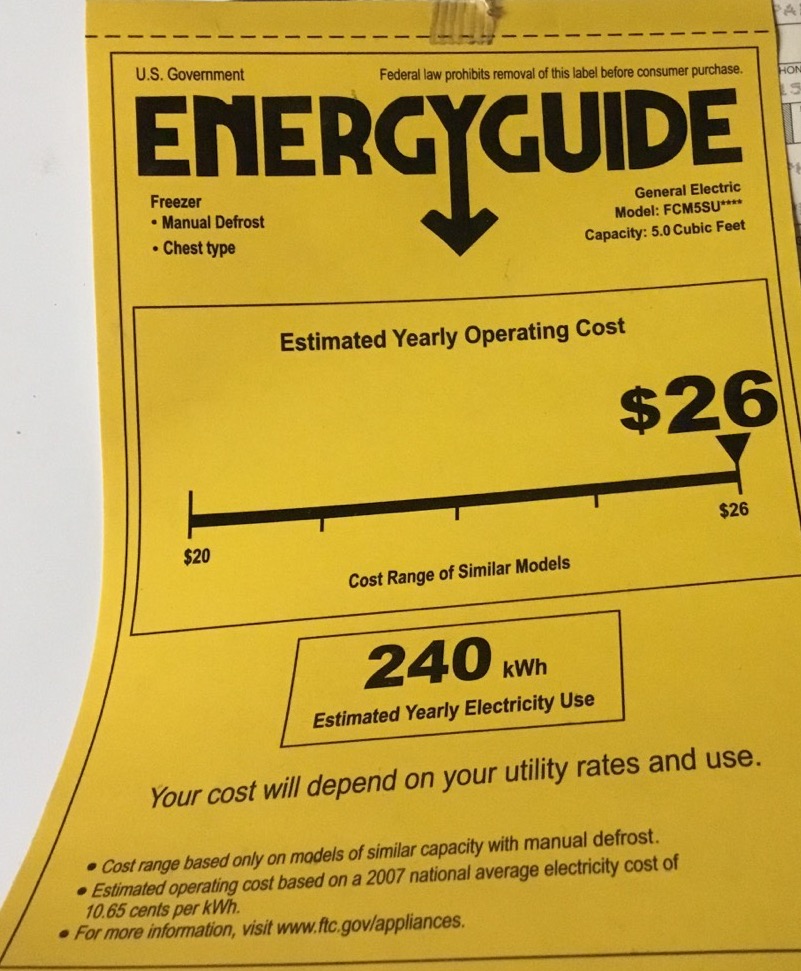 U.S. Government
Federal law prohibits removal of this label before consumer purchase.
ENERGYGUIDE
Freezer
• Manual Defrost
• Chest type
General Electric
Model: FCM5SU****
Capacity: 5.0 Cubic Feet
Estimated Yearly Operating Cost
$26
$20
$26
Cost Range of Similar Models
240 kWh
Estimated Yearly Electricity Use
Your cost will depend on your utility rates and use.
• Cost range based only on models of similar capacity with manual defrost.
• Estimated operating cost based on a 2007 national average electricity cost of
10.65 cents per kWh.
• For more information, visit www.ftc.gov/appliances.